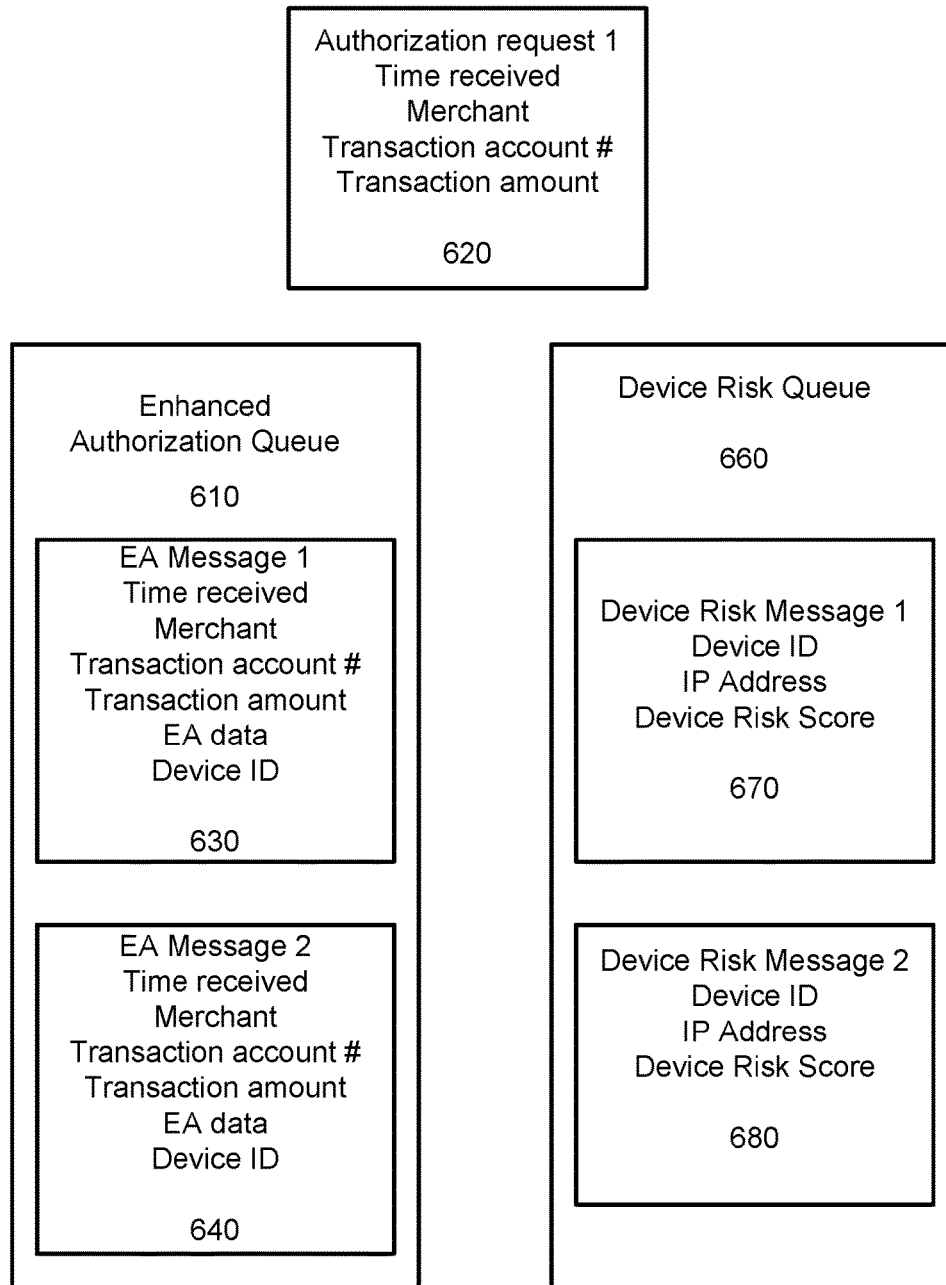 Authorization request 1
Time received
Merchant
Transaction account #
Transaction amount
620
Enhanced
Authorization Queue
610
EA Message 1
Time received
Merchant
Transaction account #
Transaction amount
EA data
Device ID
630
EA Message 2
Time received
Merchant
Transaction account #
Transaction amount
EA data
Device ID
640
Device Risk Queue
660
Device Risk Message 1
Device ID
IP Address
Device Risk Score
670
Device Risk Message 2
Device ID
IP Address
Device Risk Score
680